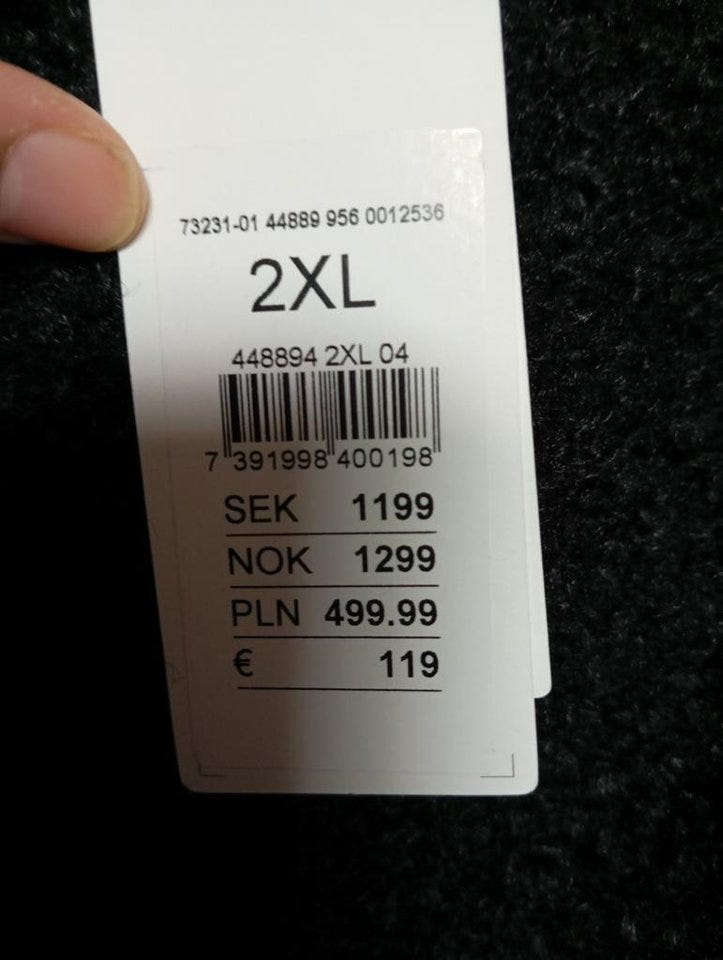 73231-01 44889 956 0012536
2XL
448894 2XL 04
7 391998 400198
SEK 1199
NOK 1299
PLN 499.99
€ 119